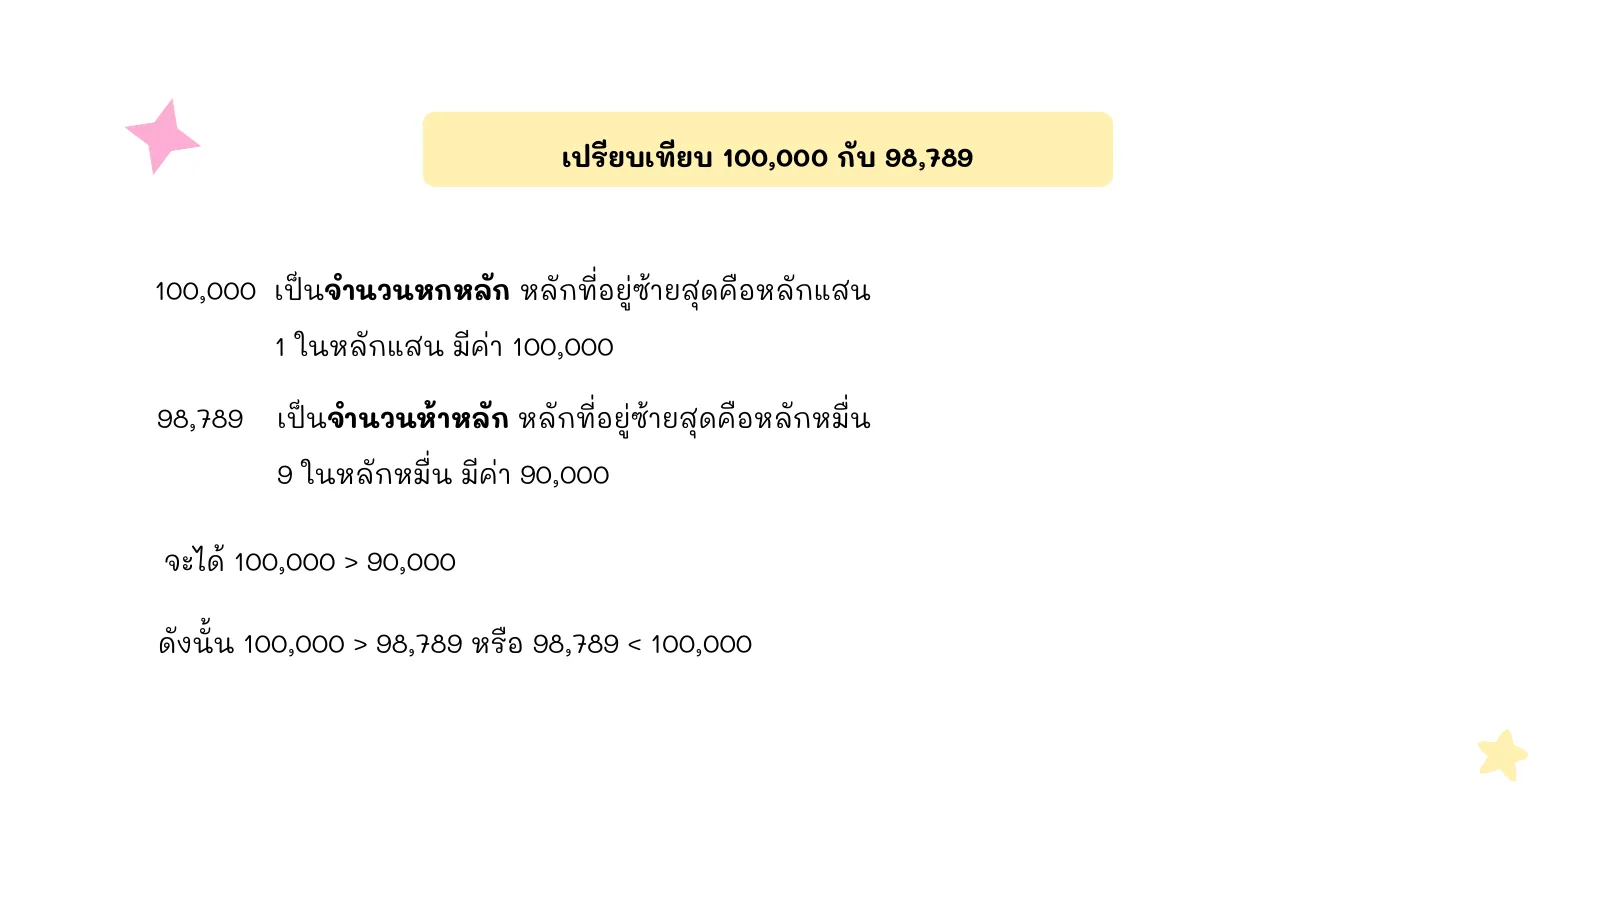 เปรียบเทียบ 100,000 กับ 98,789
100,000 เป็นจำนวนหกหลัก หลักที่อยู่ซ้ายสุดคือหลักแสน
1 ในหลักแสน มีค่า 100,000
98,789 เป็นจำนวนห้าหลัก หลักที่อยู่ซ้ายสุดคือหลักหมื่น
9 ในหลักหมื่น มีค่า 90,000
จะได้ 100,000 > 90,000
ดังนั้น 100,000 > 98,789 หรือ 98,789 < 100,000